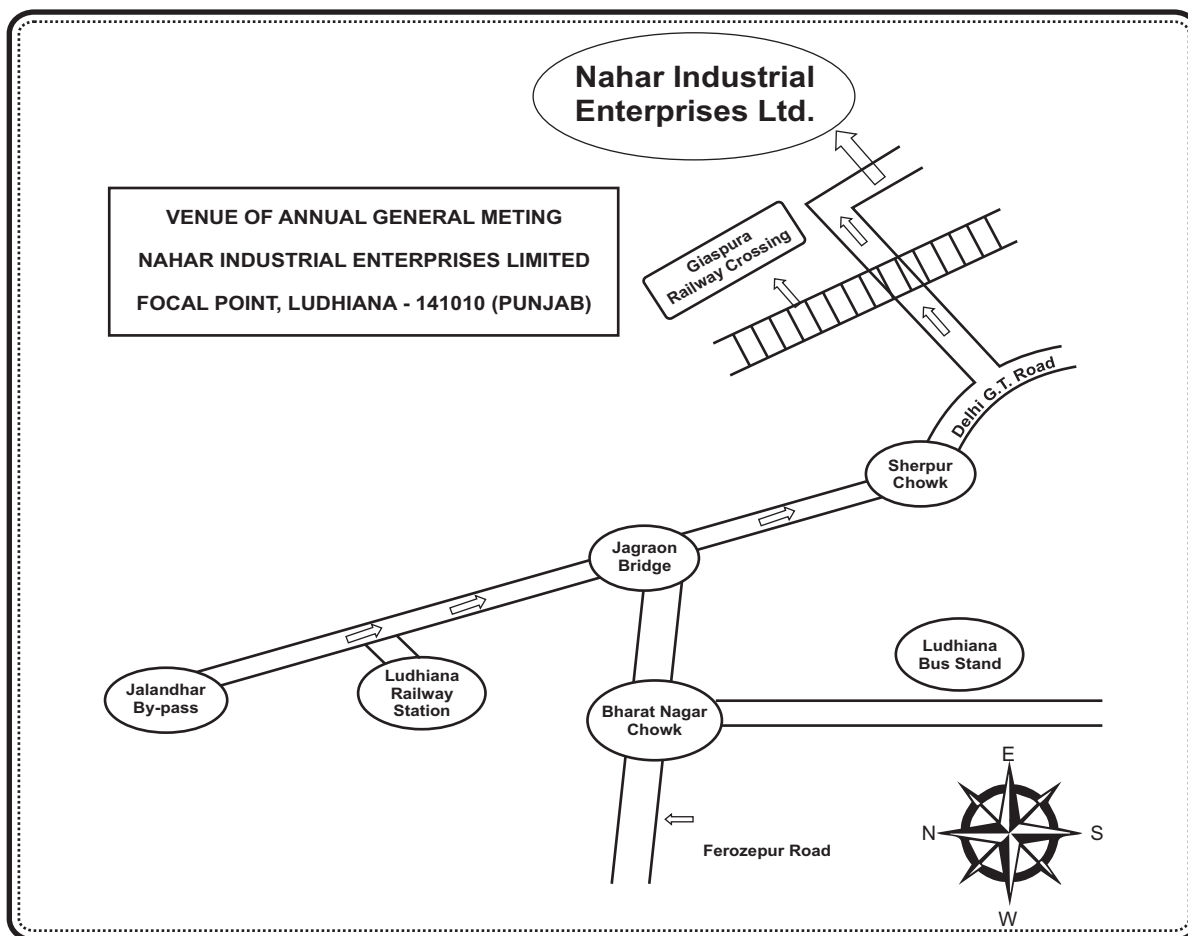 Nahar Industrial
Enterprises Ltd.
VENUE OF ANNUAL GENERAL METING
NAHAR INDUSTRIAL ENTERPRISES LIMITED
FOCAL POINT, LUDHIANA - 141010 (PUNJAB)
Giaspura
Railway Crossing
Delhi G.T. Road
Sherpur
Chowk
Jagraon
Bridge
Ludhiana
Bus Stand
Jalandhar
By-pass
Ludhiana
Railway
Station
Bharat Nagar
Chowk
Ferozepur Road
E
N
S
W